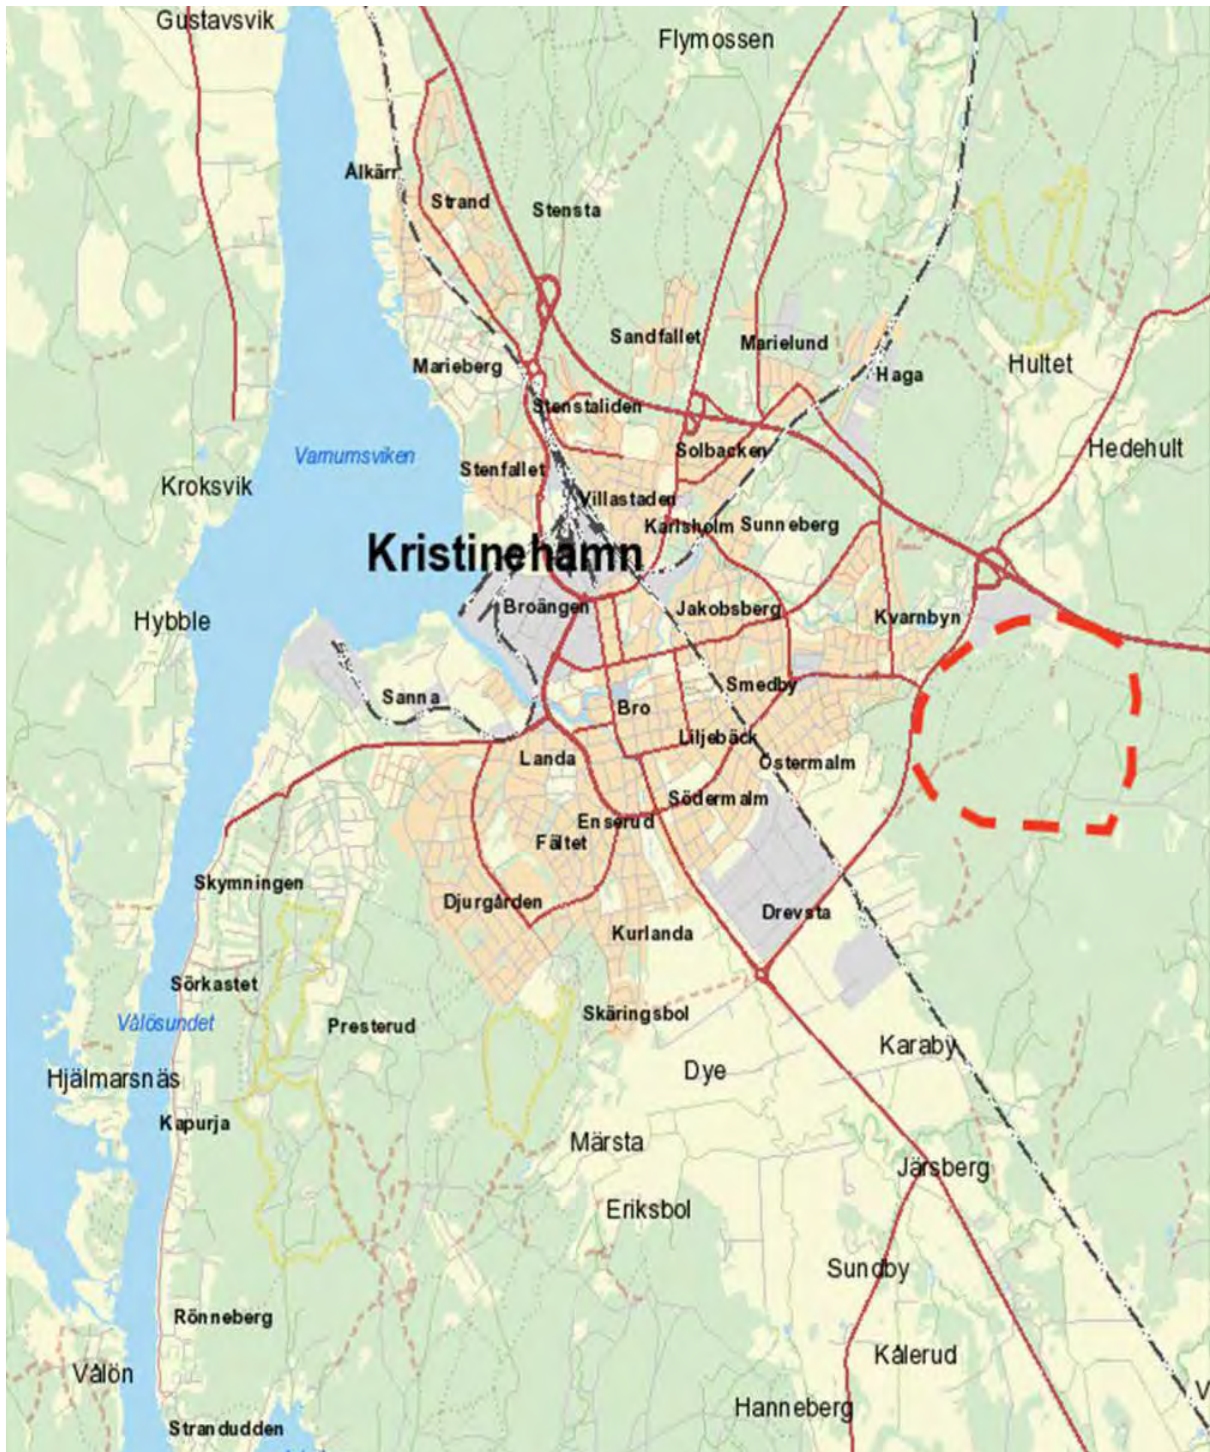 Gustavsvik
Flymossen
Ålkärr
Strand
Stensta
Sandfallet
Marielund
Marieberg
Haga
Hultet
Stenstaliden
Varnumsviken
Solbacken
Hedehult
Stenfallet
Kroksvik
Villastaden
Karlsholm
Sunneberg
Kristinehamn
Broängen
Jakobsberg
Kvarnbyn
Hybble
Smedby
Sanna
Bro
Liljebäck
Landa
Östermalm
Södermalm
Enserud
Fältet
Skymningen
Djurgården
Drevsta
Kurlanda
Sörkastet
Skäringsbol
Vålösundet
Presterud
Karaby
Dye
Hjälmarsnäs
Kapurja
Märsta
Järsberg
Eriksbol
Sundby
Rönneberg
Kålerud
Vålön
V
Hanneberg
Strandudden